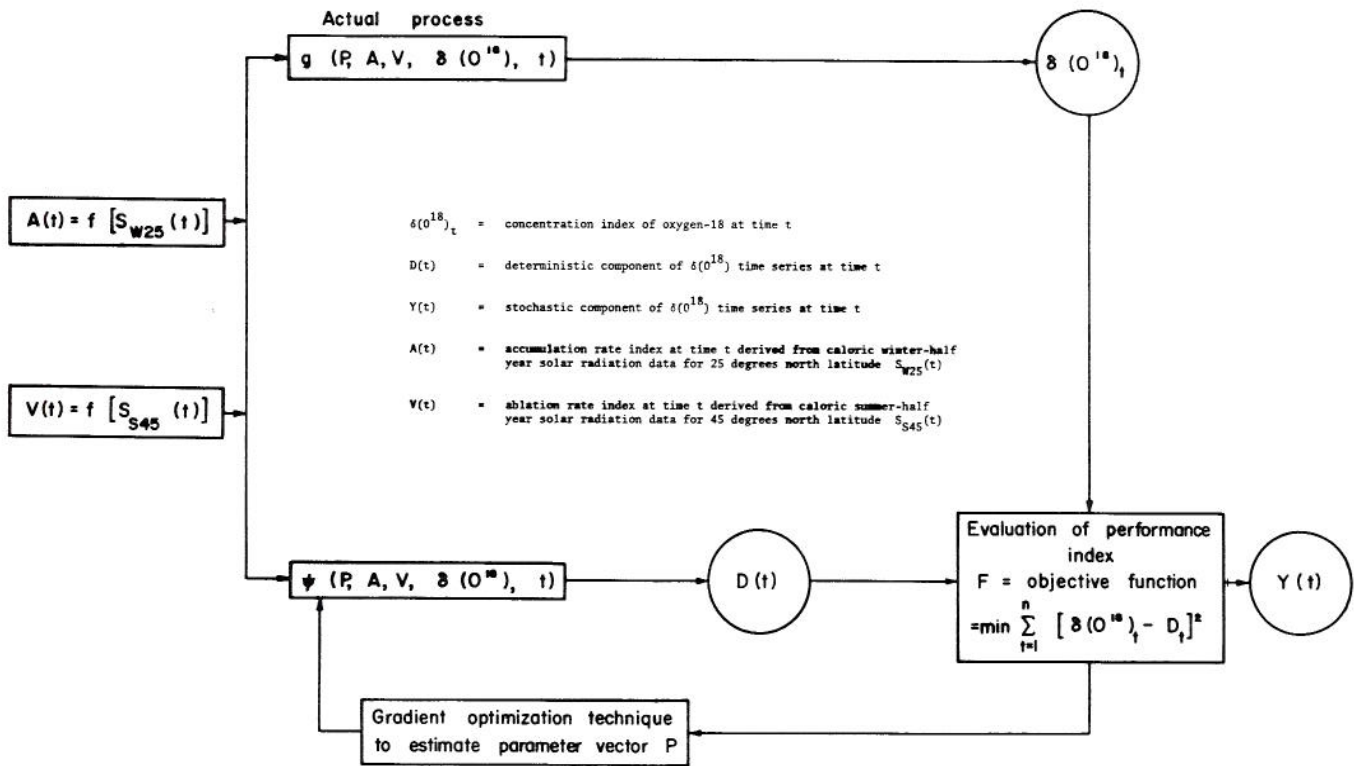 Actual process
g (P, A, V, δ(O¹⁸), t)
δ(O¹⁸)ₜ
A(t) = f [S_W25 (t)]
V(t) = f [S_S45 (t)]
δ(O¹⁸)ₜ = concentration index of oxygen-18 at time t
D(t) = deterministic component of δ(O¹⁸) time series at time t
Y(t) = stochastic component of δ(O¹⁸) time series at time t
A(t) = accumulation rate index at time t derived from caloric winter-half
year solar radiation data for 25 degrees north latitude S_W25(t)
V(t) = ablation rate index at time t derived from caloric summer-half
year solar radiation data for 45 degrees north latitude S_S45(t)
ψ (P, A, V, δ(O¹⁸), t)
D(t)
Evaluation of performance
index
F = objective function
=min ∑ₜ₌₁ⁿ [δ(O¹⁸)ₜ - Dₜ]²
Y(t)
Gradient optimization technique
to estimate parameter vector P